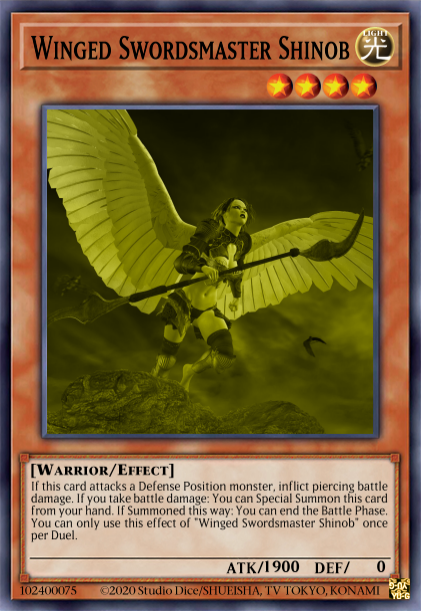 WINGED SWORDSMASTER SHINOB
LIGHT
光
[WARRIOR/EFFECT]
If this card attacks a Defense Position monster, inflict piercing battle
damage. If you take battle damage: You can Special Summon this card
from your hand. If Summoned this way: You can end the Battle Phase.
You can only use this effect of "Winged Swordsmaster Shinob" once
per Duel.
ATK/1900 DEF/ 0
102400075 ©2020 Studio Dice/SHUEISHA, TV TOKYO, KONAMI